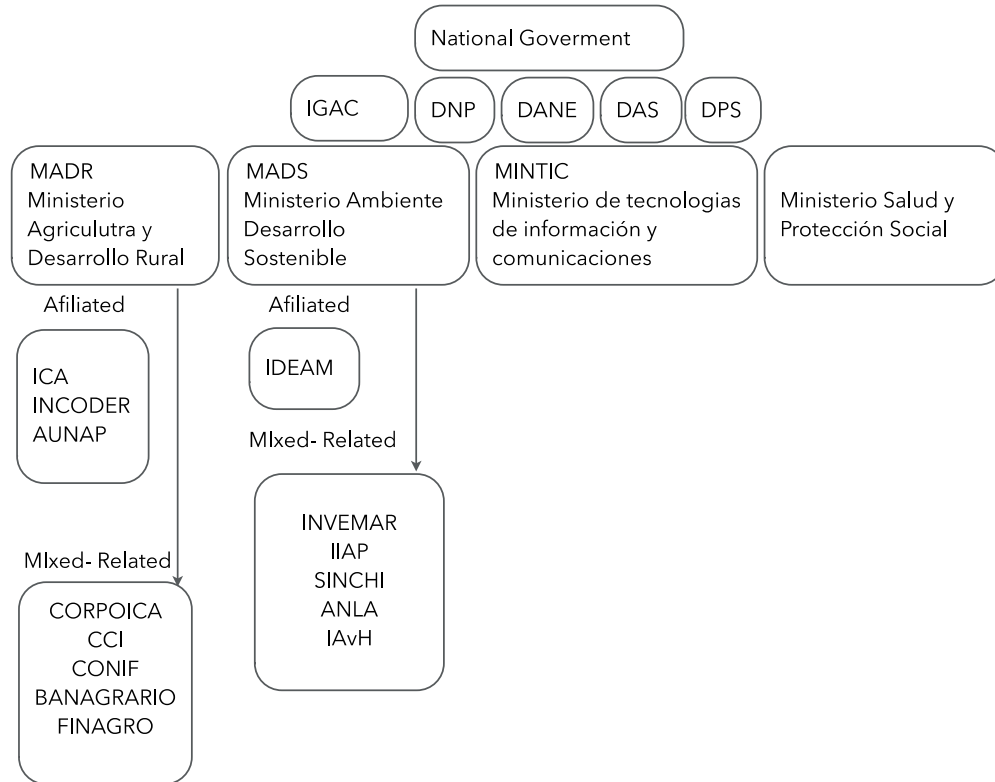 National Goverment
IGAC
DNP
DANE
DAS
DPS
MADR
Ministerio
Agriculutra y
Desarrollo Rural
MADS
Ministerio Ambiente
Desarrollo
Sostenible
MINTIC
Ministerio de tecnologias
de información y
comunicaciones
Ministerio Salud y
Protección Social
Afiliated
ICA
INCODER
AUNAP
MIxed- Related
CORPOICA
CCI
CONIF
BANAGRARIO
FINAGRO
Afiliated
IDEAM
MIxed- Related
INVEMAR
IIAP
SINCHI
ANLA
IAvH